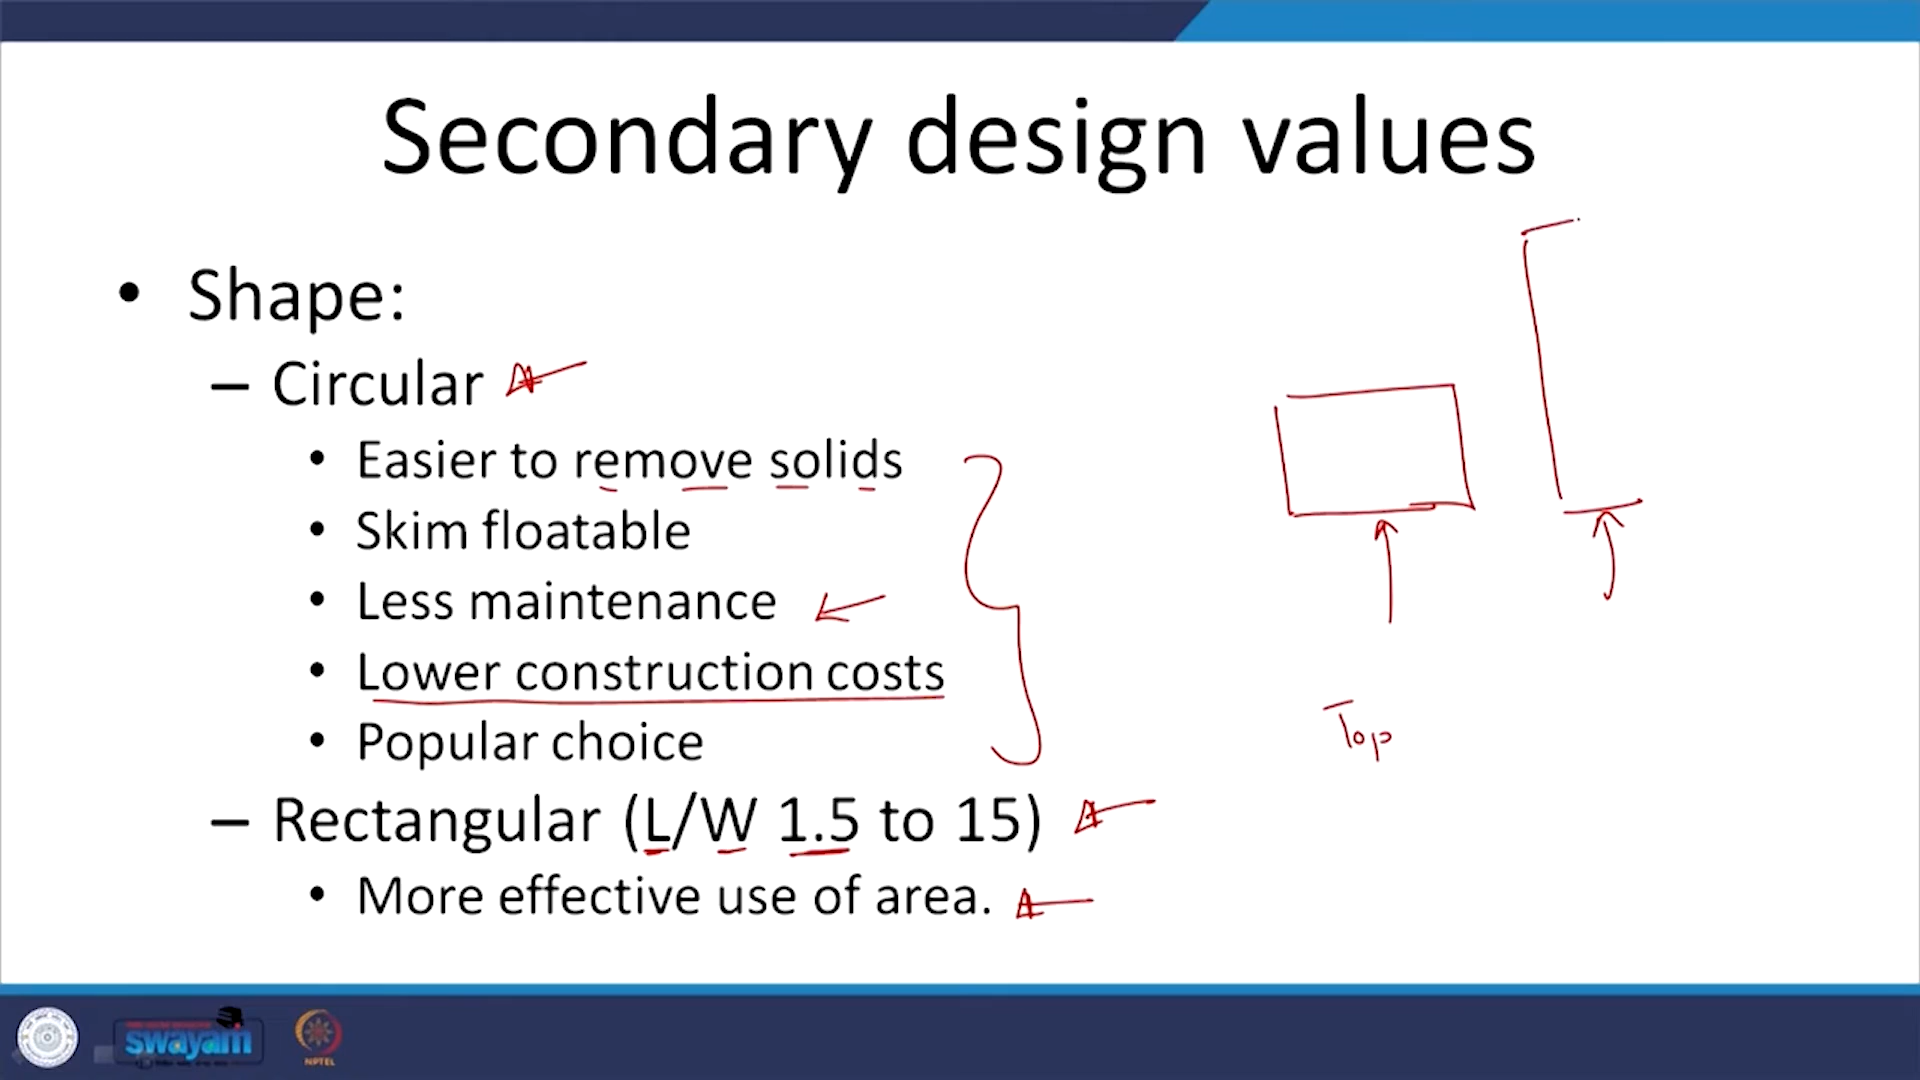 Secondary design values
• Shape:
– Circular
• Easier to remove solids
• Skim floatable
• Less maintenance
• Lower construction costs
• Popular choice
Top
– Rectangular (L/W 1.5 to 15)
• More effective use of area.
swayam
NPTEL